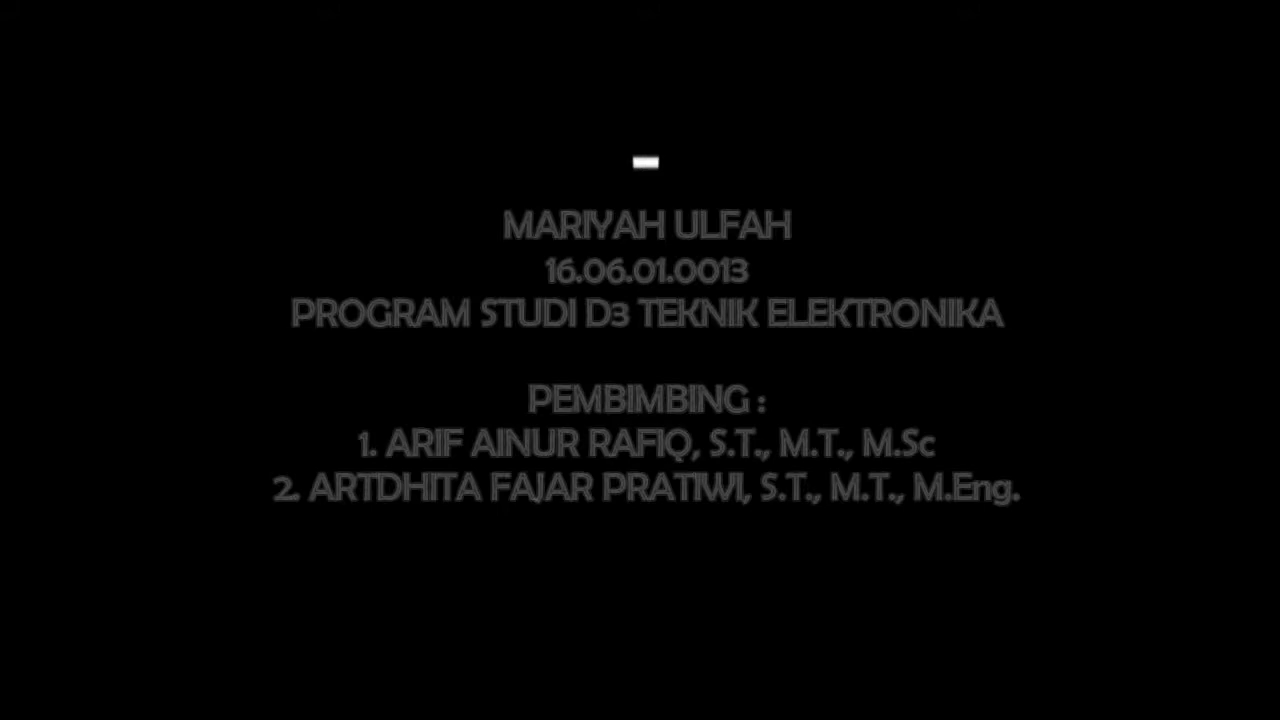 MARIYAH ULFAH
16.06.01.0013
PROGRAM STUDI D3 TEKNIK ELEKTRONIKA
PEMBIMBING :
1. ARIF AINUR RAFIQ, S.T., M.T., M.Sc
2. ARTDHITA FAJAR PRATIWI, S.T., M.T., M.Eng.